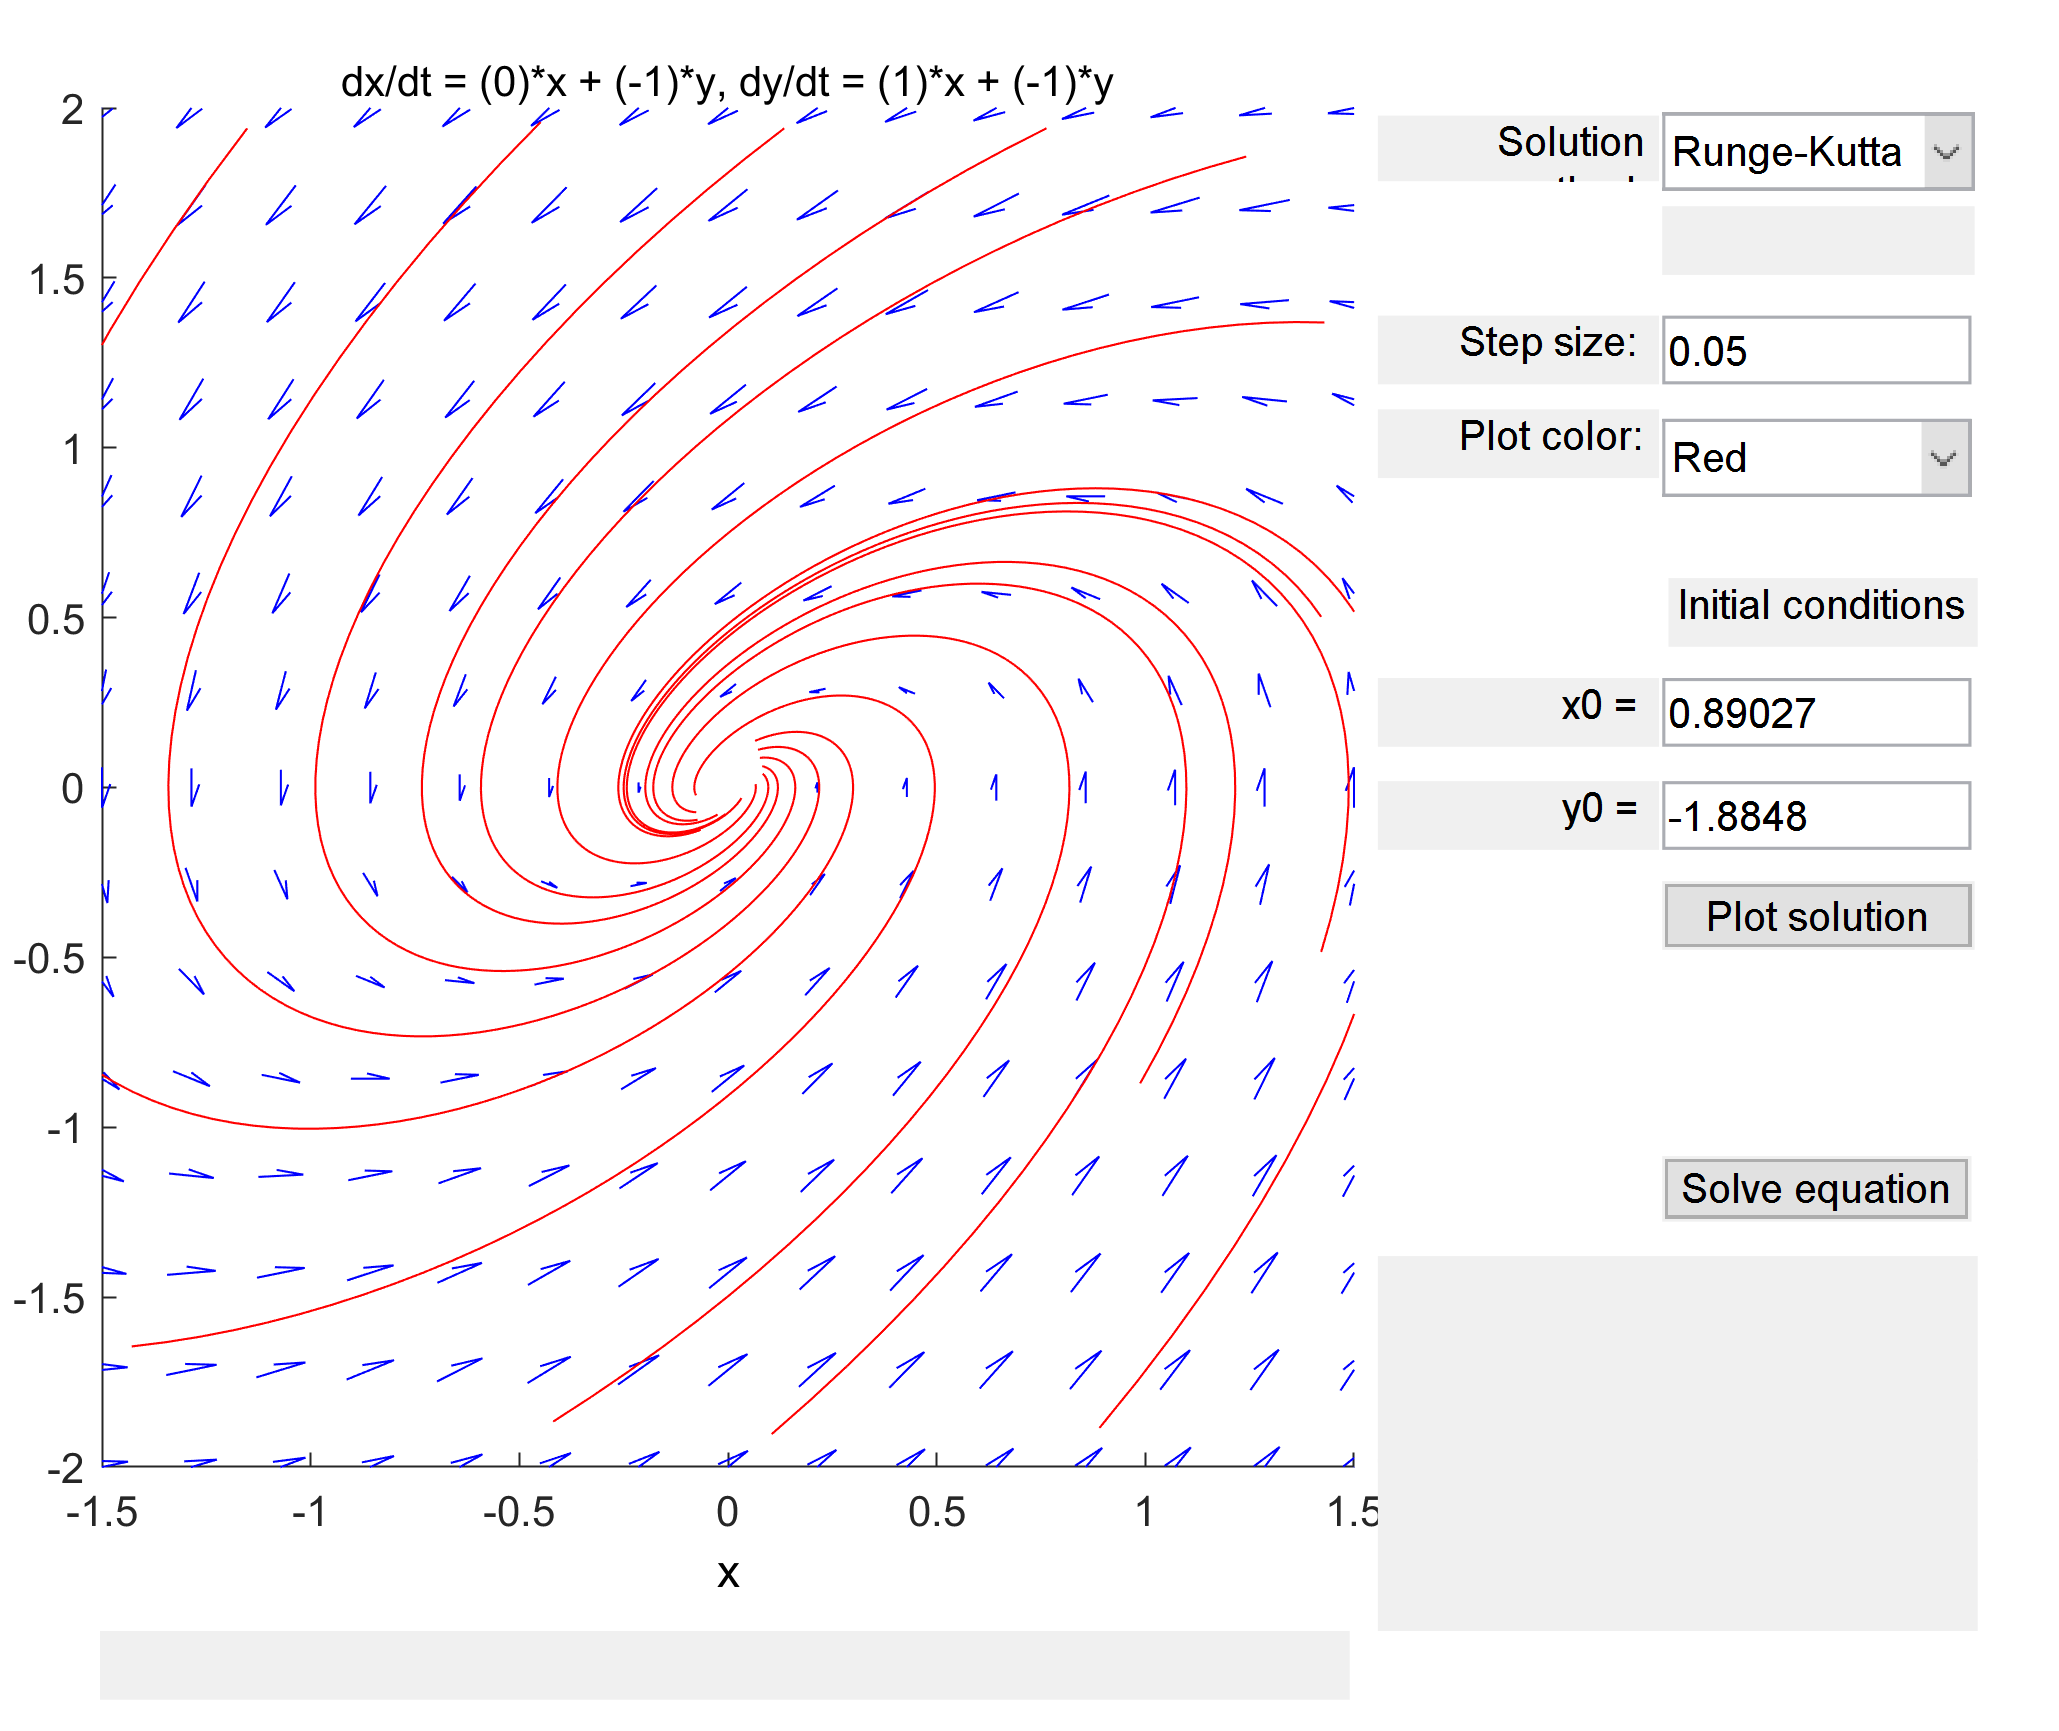 dx/dt = (0)*x + (-1)*y, dy/dt = (1)*x + (-1)*y
2
1.5
1
0.5
0
-0.5
-1
-1.5
-2
-1.5 -1 -0.5 0 0.5 1 1.5
x
Solution
Runge-Kutta
Step size: 0.05
Plot color: Red
Initial conditions
x0 = 0.89027
y0 = -1.8848
Plot solution
Solve equation